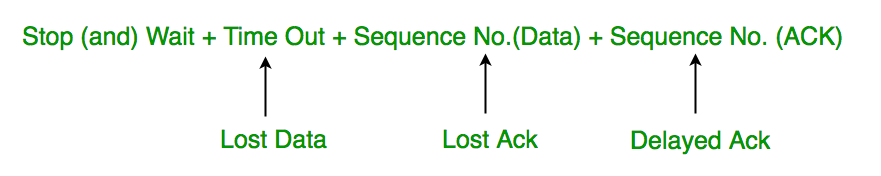 Stop (and) Wait + Time Out + Sequence No.(Data) + Sequence No. (ACK)
Lost Data Lost Ack Delayed Ack